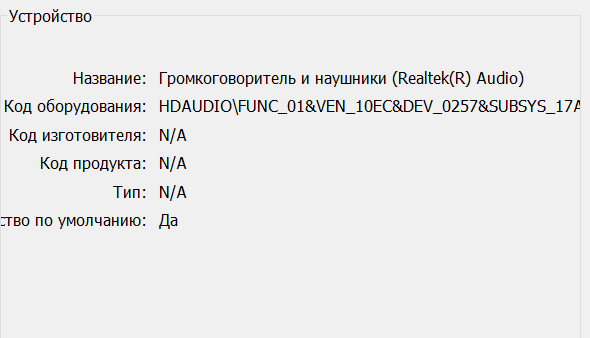 Устройство
Название: Громкоговоритель и наушники (Realtek(R) Audio)
Код оборудования: HDAUDIO\FUNC_01&VEN_10EC&DEV_0257&SUBSYS_17A
Код изготовителя: N/A
Код продукта: N/A
Тип: N/A
ство по умолчанию: Да